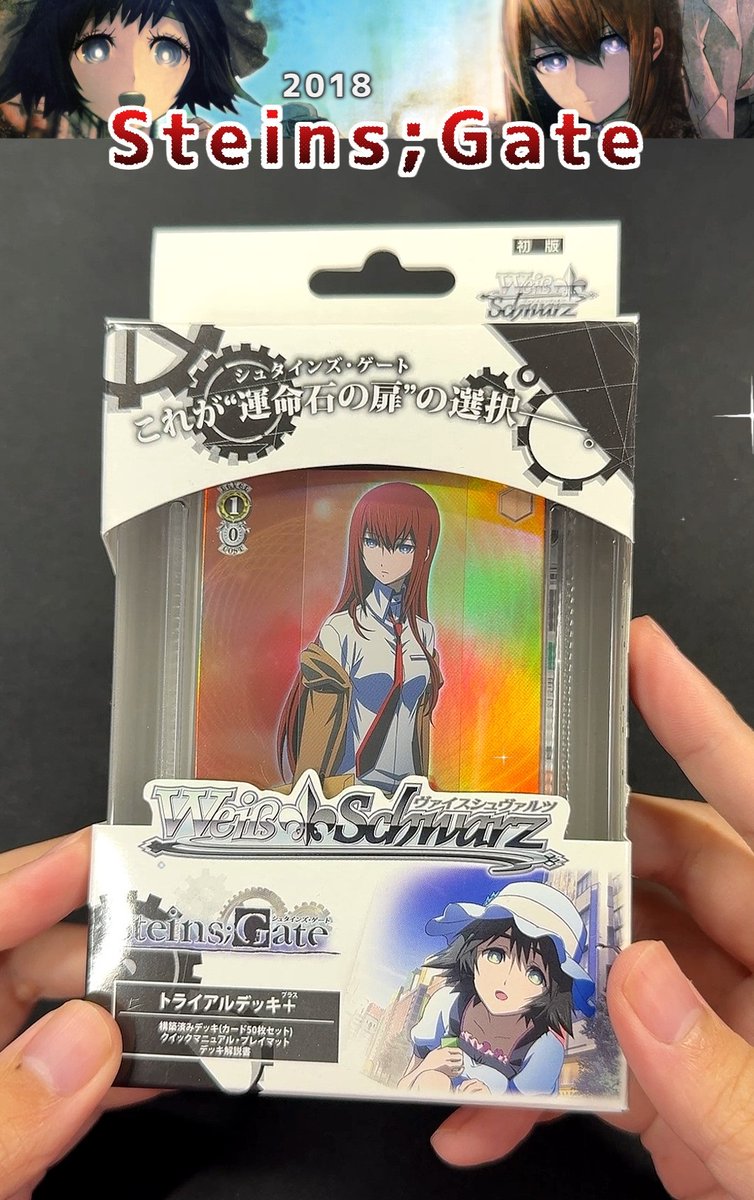 2018
Steins;Gate
初版
Weiß Schwarz
シュタインズ・ゲート
これが“運命石の扉”の選択
LEVEL
1
0
COST
ヴァイスシュヴァルツ
Weiß Schwarz
シュタインズ・ゲート
Steins;Gate
プラス
トライアルデッキ+
構築済みデッキ(カード50枚セット)
クイックマニュアル・プレイマット
デッキ解説書